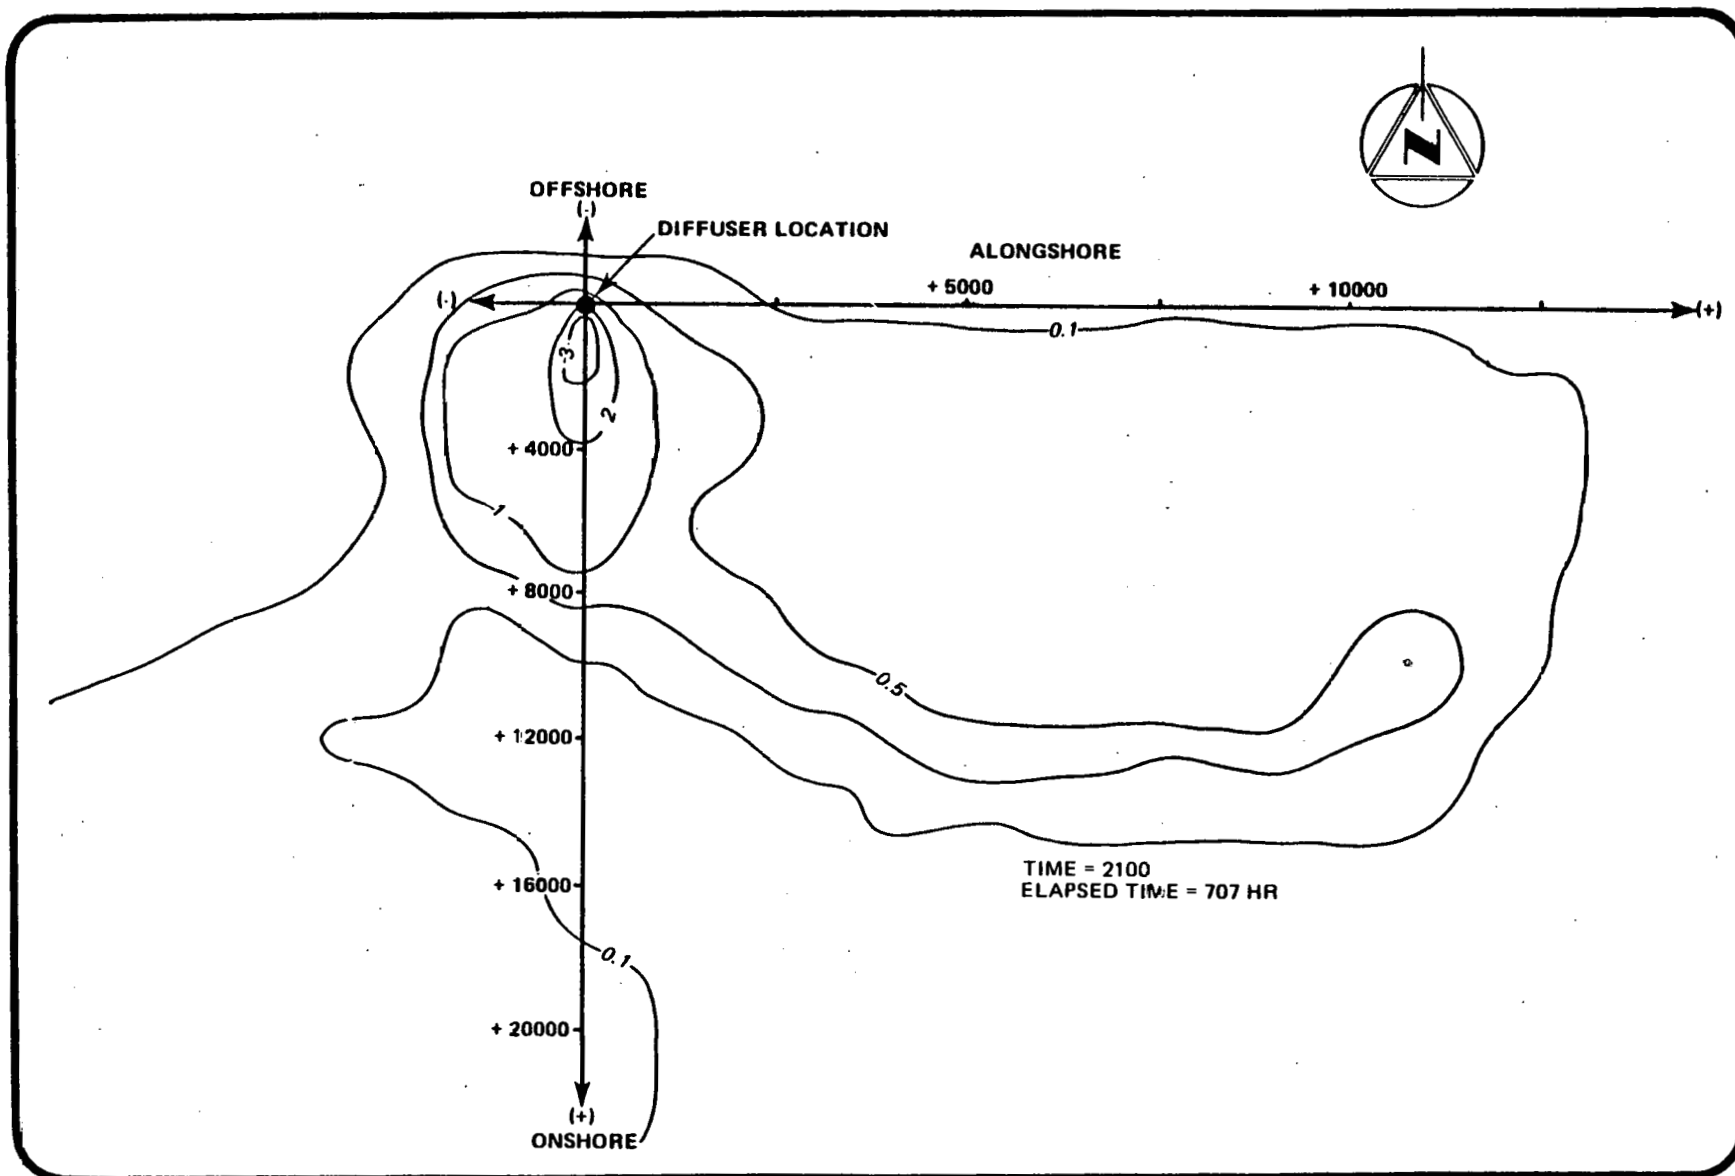 OFFSHORE
(-)
DIFFUSER LOCATION
ALONGSHORE
(-)
+ 5000
+ 10000
(+)
0.1
3
2
+ 4000
1
+ 8000
0.5
+ 12000
TIME = 2100
ELAPSED TIME = 707 HR
+ 16000
0.1
+ 20000
(+)
ONSHORE
N